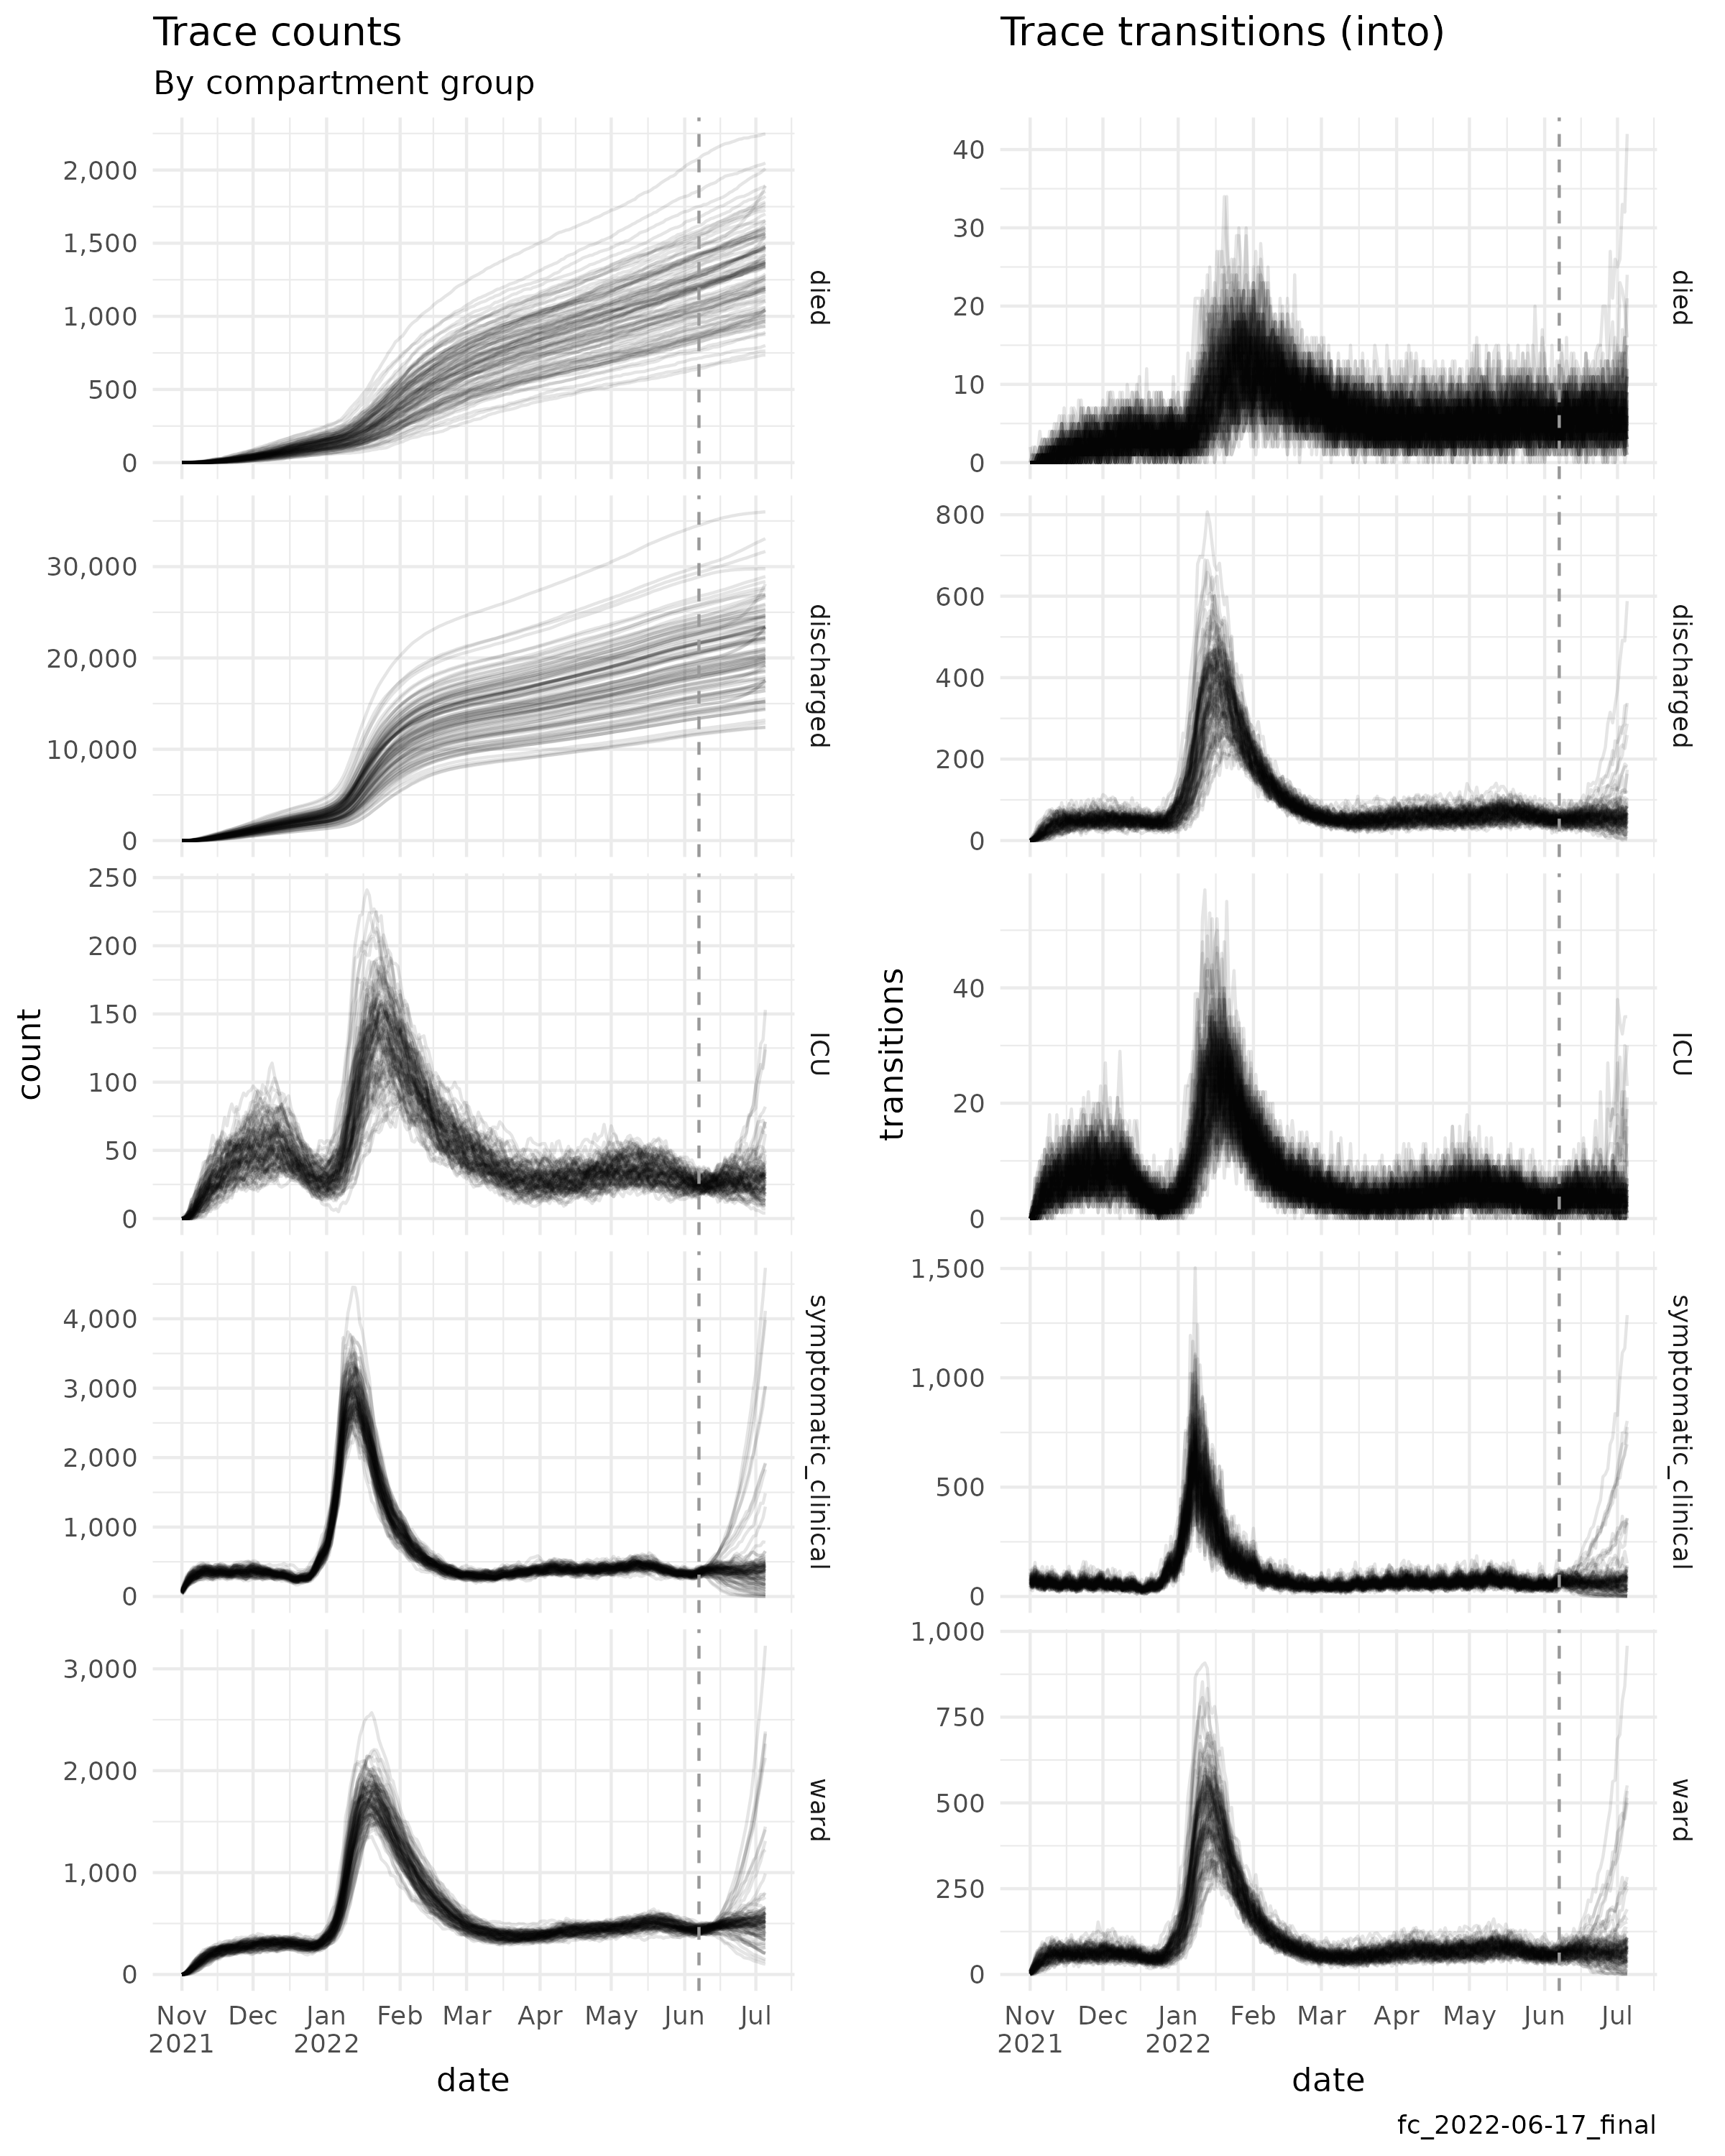 Trace counts
By compartment group
Trace transitions (into)
2,000
1,500
1,000
500
0
died
40
30
20
10
0
died
30,000
20,000
10,000
0
discharged
800
600
400
200
0
discharged
count
250
200
150
100
50
0
ICU
transitions
40
20
0
ICU
4,000
3,000
2,000
1,000
0
symptomatic_clinical
1,500
1,000
500
0
symptomatic_clinical
3,000
2,000
1,000
0
ward
1,000
750
500
250
0
ward
Nov Dec Jan Feb Mar Apr May Jun Jul
2021 2022
date
Nov Dec Jan Feb Mar Apr May Jun Jul
2021 2022
date
fc_2022-06-17_final